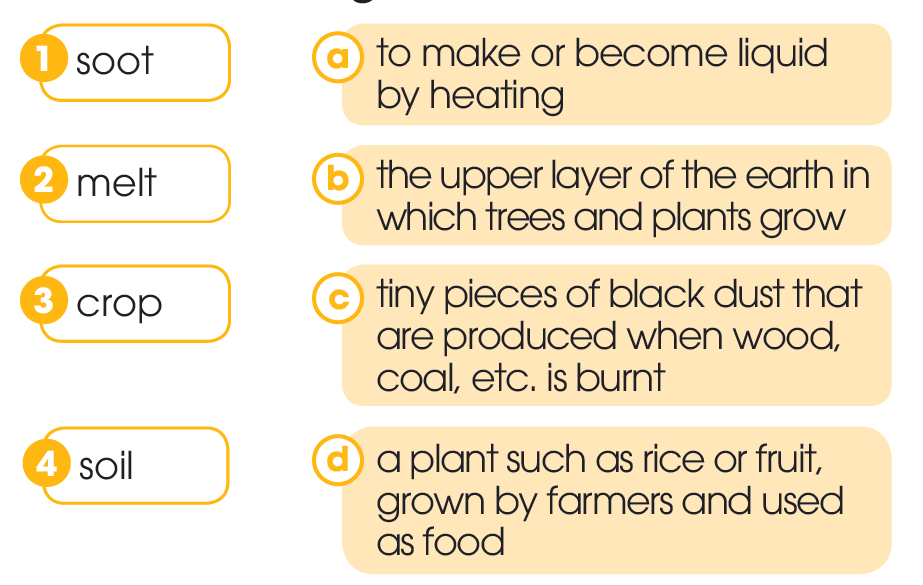 1 soot
a to make or become liquid
by heating
2 melt
b the upper layer of the earth in
which trees and plants grow
3 crop
c tiny pieces of black dust that
are produced when wood,
coal, etc. is burnt
4 soil
d a plant such as rice or fruit,
grown by farmers and used
as food